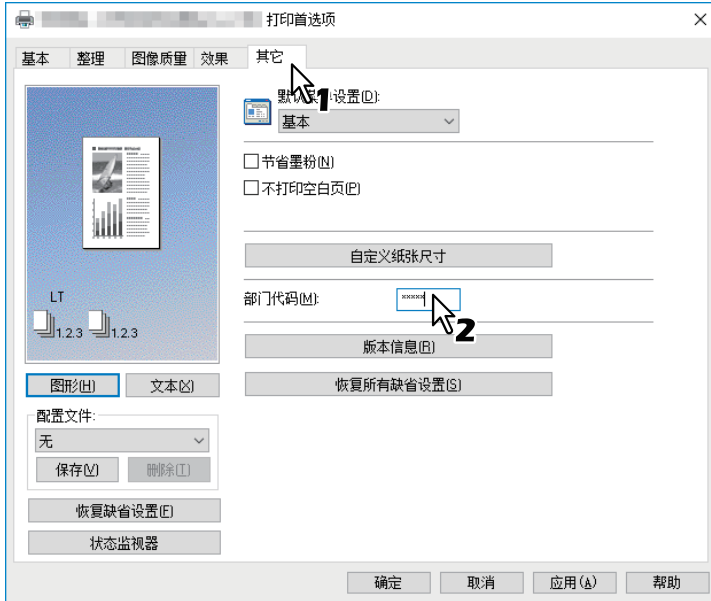 打印首选项
基本 整理 图像质量 效果 其它
1
设置(D):
基本
节省墨粉(N)
不打印空白页(P)
自定义纸张尺寸
LT
1.2.3 1.2.3
部门代码(M): *****
2
版本信息(R)
图形(H) 文本(X)
恢复所有缺省设置(S)
配置文件:
无
保存(V) 删除(T)
恢复缺省设置(F)
状态监视器
确定 取消 应用(A) 帮助